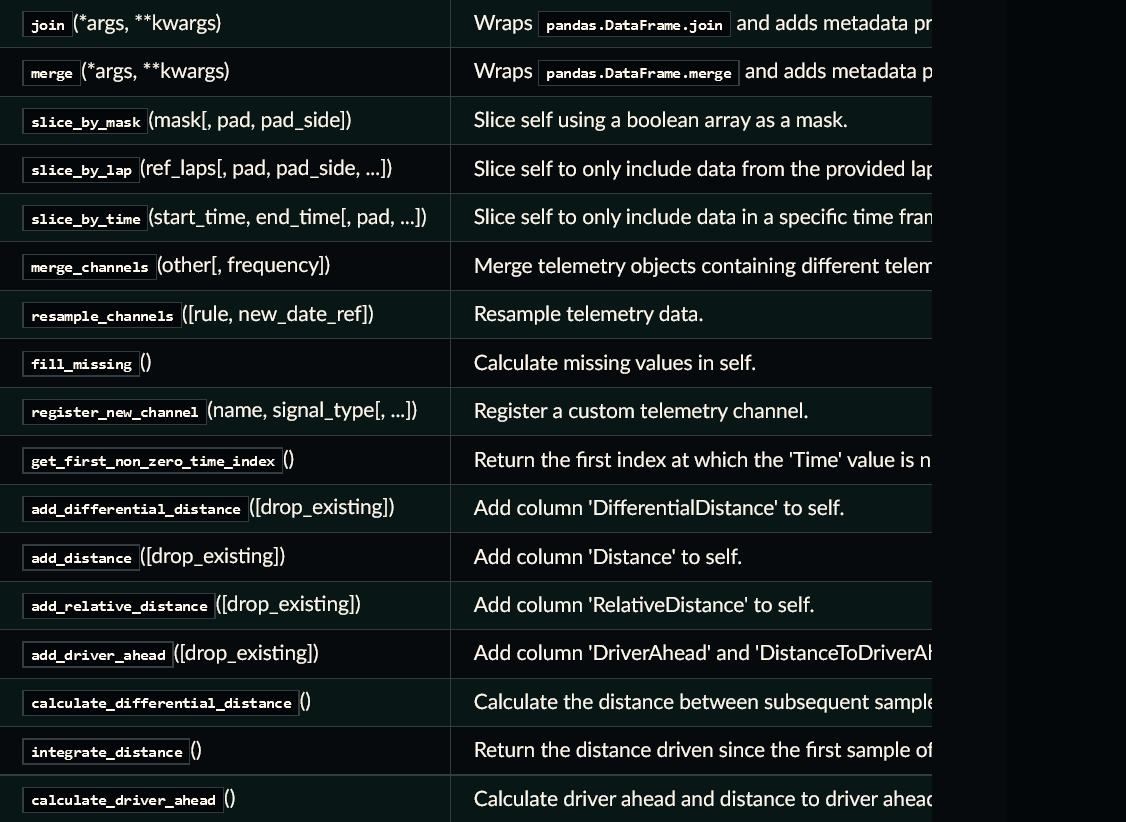 join(*args, **kwargs) Wraps pandas.DataFrame.join and adds metadata
merge(*args, **kwargs) Wraps pandas.DataFrame.merge and adds metadata
slice_by_mask(mask[, pad, pad_side]) Slice self using a boolean array as a mask.
slice_by_lap(ref_laps[, pad, pad_side, ...]) Slice self to only include data from the provided
slice_by_time(start_time, end_time[, pad, ...]) Slice self to only include data in a specific time
merge_channels(other[, frequency]) Merge telemetry objects containing different
resample_channels([rule, new_date_ref]) Resample telemetry data.
fill_missing() Calculate missing values in self.
register_new_channel(name, signal_type[, ...]) Register a custom telemetry channel.
get_first_non_zero_time_index() Return the first index at which the 'Time' value is
add_differential_distance([drop_existing]) Add column 'DifferentialDistance' to self.
add_distance([drop_existing]) Add column 'Distance' to self.
add_relative_distance([drop_existing]) Add column 'RelativeDistance' to self.
add_driver_ahead([drop_existing]) Add column 'DriverAhead' and
calculate_differential_distance() Calculate the distance between subsequent
integrate_distance() Return the distance driven since the first sample of
calculate_driver_ahead() Calculate driver ahead and distance to driver